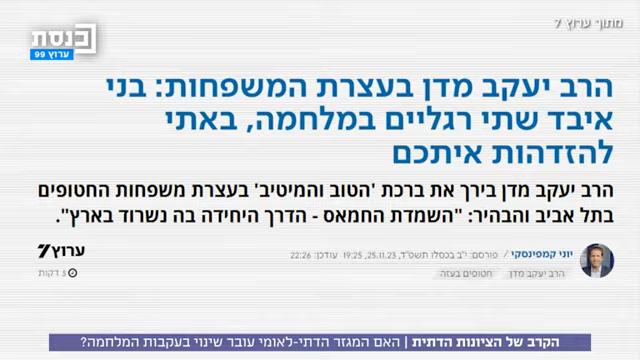 כנסת
ערוץ 99
מתוך ערוץ 7
הרב יעקב מדן בעצרת המשפחות: בני
איבד שתי רגליים במלחמה, באתי
להזדהות איתכם
הרב יעקב מדן בירך את ברכת 'הטוב והמיטיב' בעצרת משפחות החטופים
בתל אביב והבהיר: "השמדת החמאס - הדרך היחידה בה נשרוד בארץ".
יוני קמפינסקי / פורסם: י"ב בכסלו תשפ"ד, 25.11.23, 19:25 עודכן: 22:26
הרב יעקב מדן חטופים בעזה
ערוץ 7
3 דקות
הקרב של הציונות הדתית | האם המגזר הדתי-לאומי עובר שינוי בעקבות המלחמה?